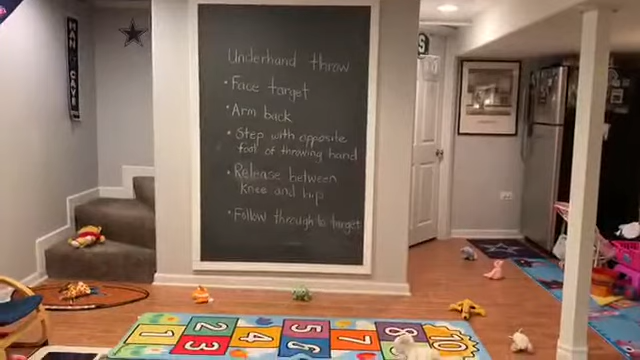 MAN
CAVE
Underhand throw
• Face target
• Arm back
• Step with opposite
foot of throwing hand
• Release between
knee and hip
• Follow through to target
1
2
3
4
5
6
7
8
9
10